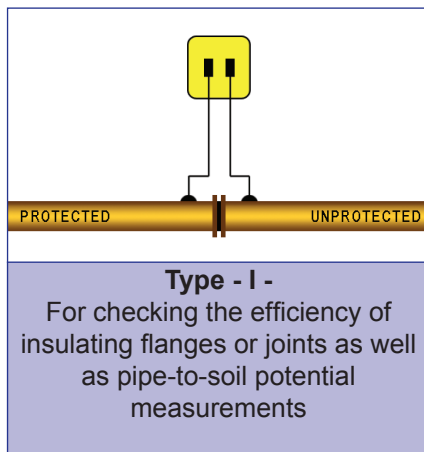 PROTECTED UNPROTECTED
Type - I -
For checking the efficiency of
insulating flanges or joints as well
as pipe-to-soil potential
measurements